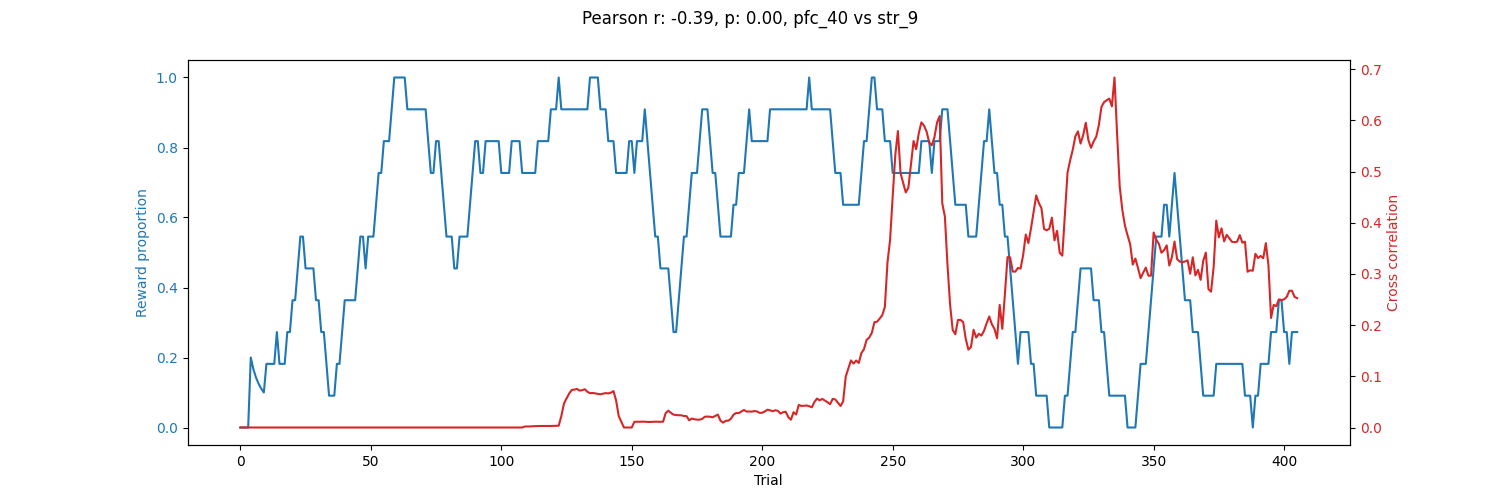 Pearson r: -0.39, p: 0.00, pfc_40 vs str_9
1.0
0.8
0.6
0.4
0.2
0.0
Reward proportion
0.7
0.6
0.5
0.4
0.3
0.2
0.1
0.0
Cross correlation
0 50 100 150 200 250 300 350 400
Trial